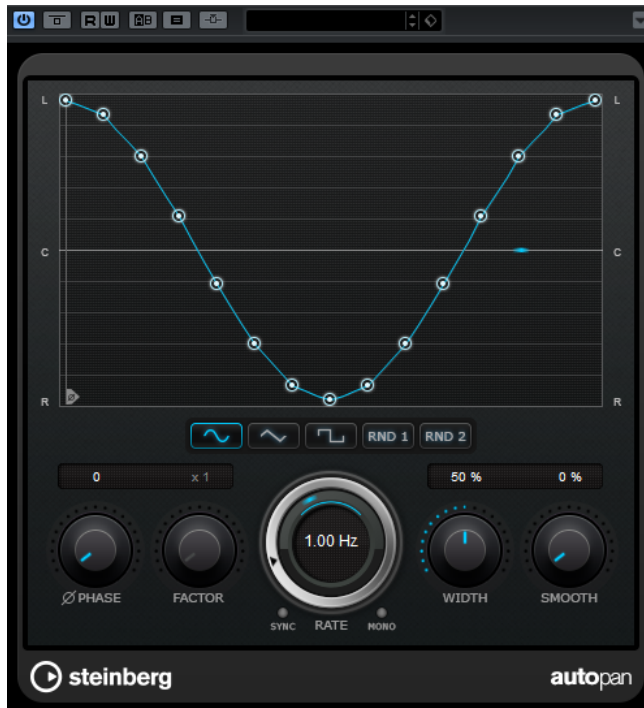 R W AB
L L
C C
R R
RND 1 RND 2
0 x 1 50 % 0 %
1.00 Hz
Ø PHASE FACTOR WIDTH SMOOTH
SYNC RATE MONO
steinberg autopan